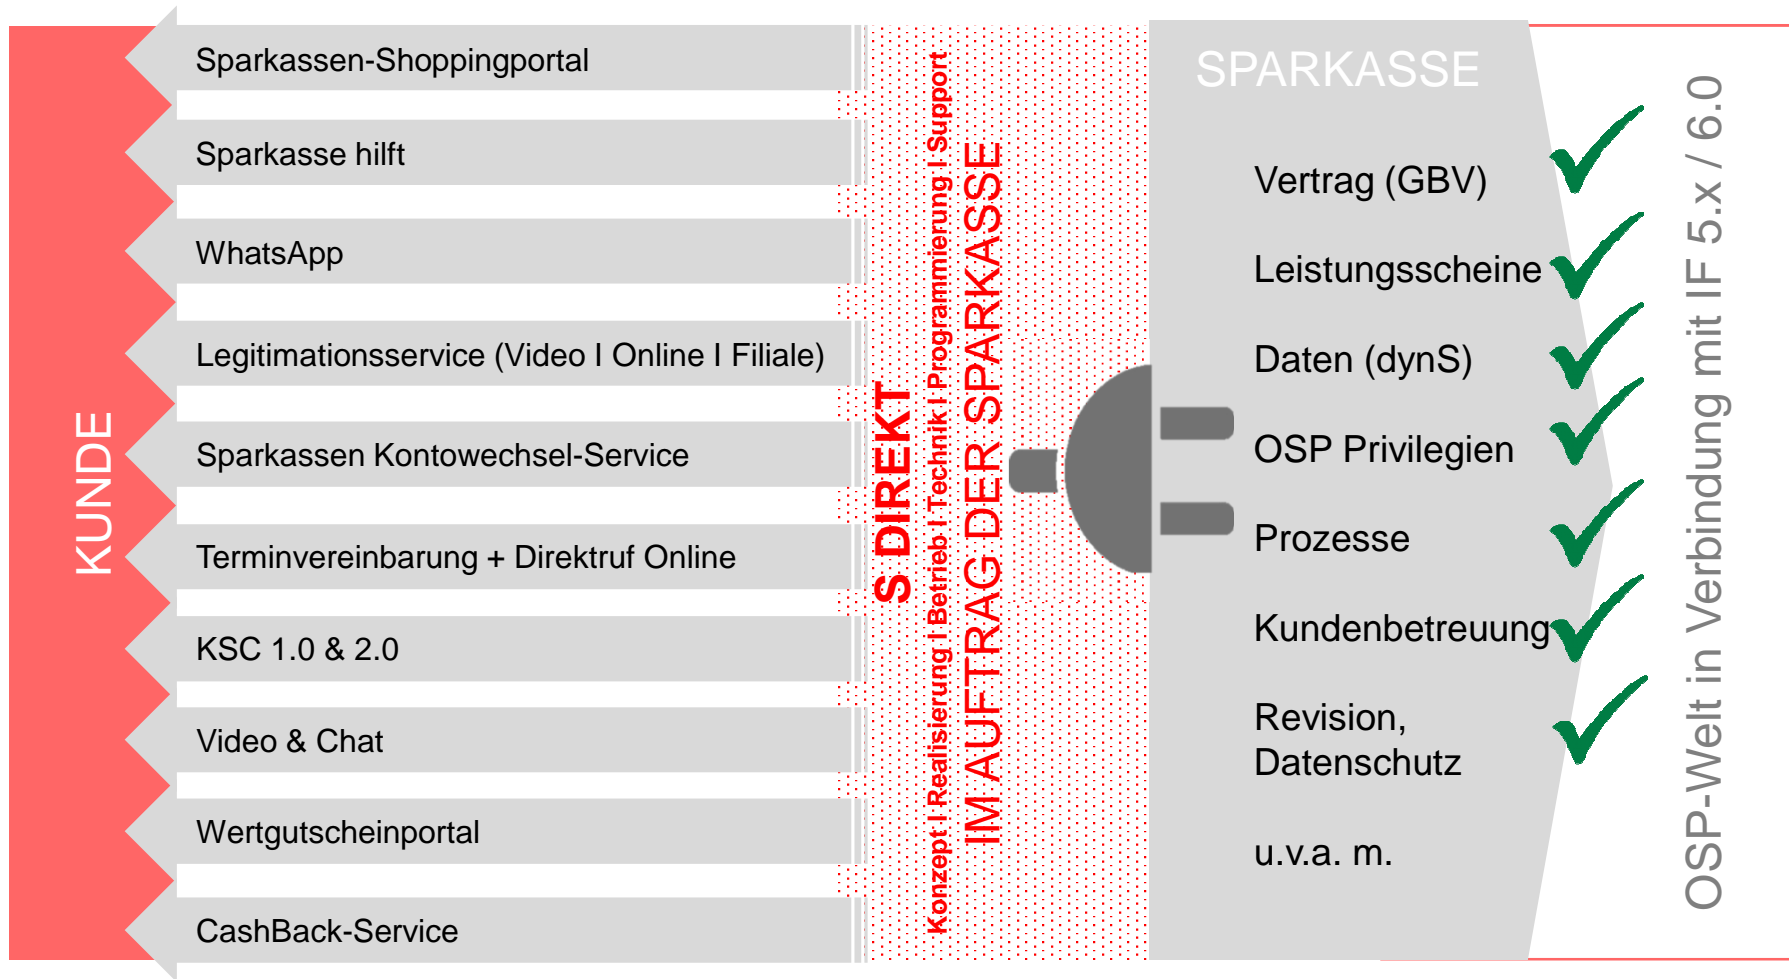 KUNDE
Sparkassen-Shoppingportal
Sparkasse hilft
WhatsApp
Legitimationsservice (Video I Online I Filiale)
Sparkassen Kontowechsel-Service
Terminvereinbarung + Direktruf Online
KSC 1.0 & 2.0
Video & Chat
Wertgutscheinportal
CashBack-Service
S DIREKT
Konzept I Realisierung I Betrieb I Technik I Programmierung I Support
IM AUFTRAG DER SPARKASSE
SPARKASSE
Vertrag (GBV)
Leistungsscheine
Daten (dynS)
OSP Privilegien
Prozesse
Kundenbetreuung
Revision,
Datenschutz
u.v.a. m.
OSP-Welt in Verbindung mit IF 5.x / 6.0